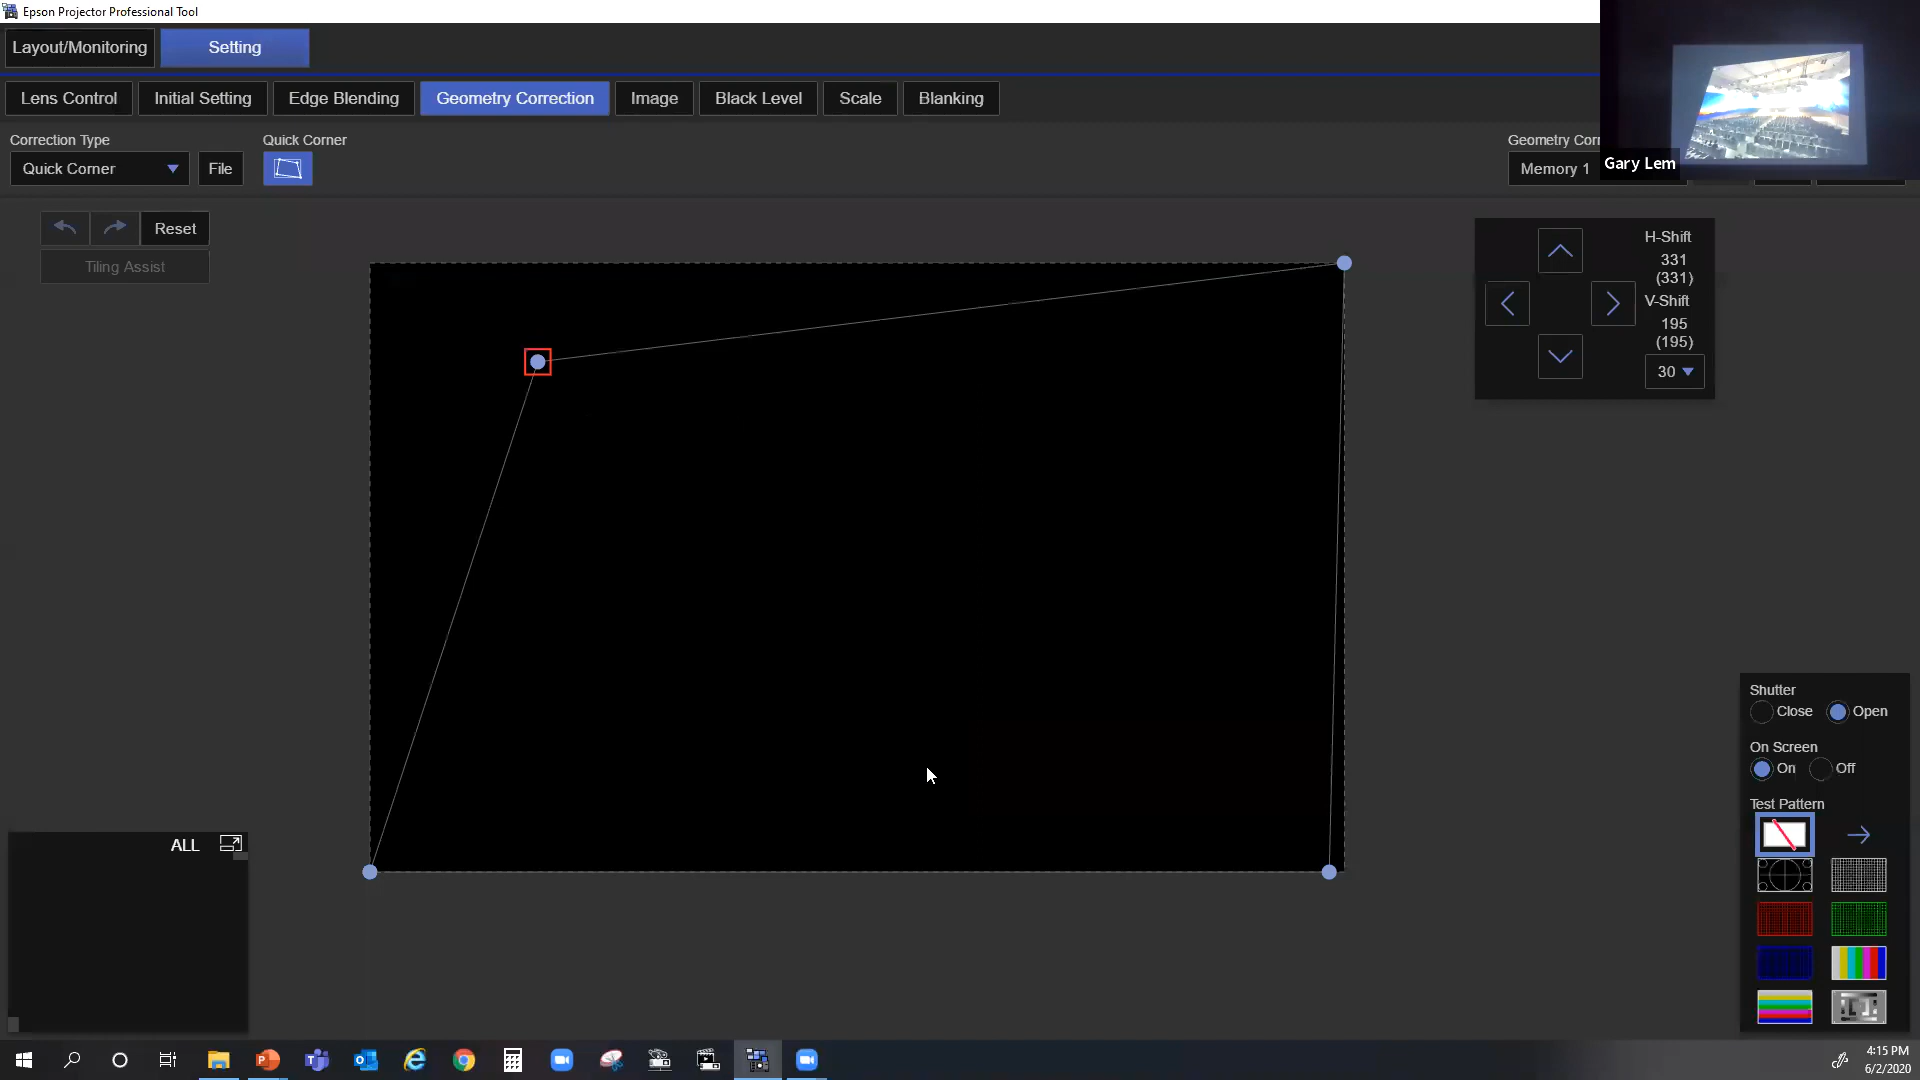 Epson Projector Professional Tool
Layout/Monitoring
Setting
Lens Control
Initial Setting
Edge Blending
Geometry Correction
Image
Black Level
Scale
Blanking
Correction Type
Quick Corner
Quick Corner
File
Geometry Corr
Memory 1
Gary Lem
Reset
Tiling Assist
H-Shift
331
(331)
V-Shift
195
(195)
30
Shutter
Close
Open
On Screen
On
Off
Test Pattern
ALL
4:15 PM
6/2/2020